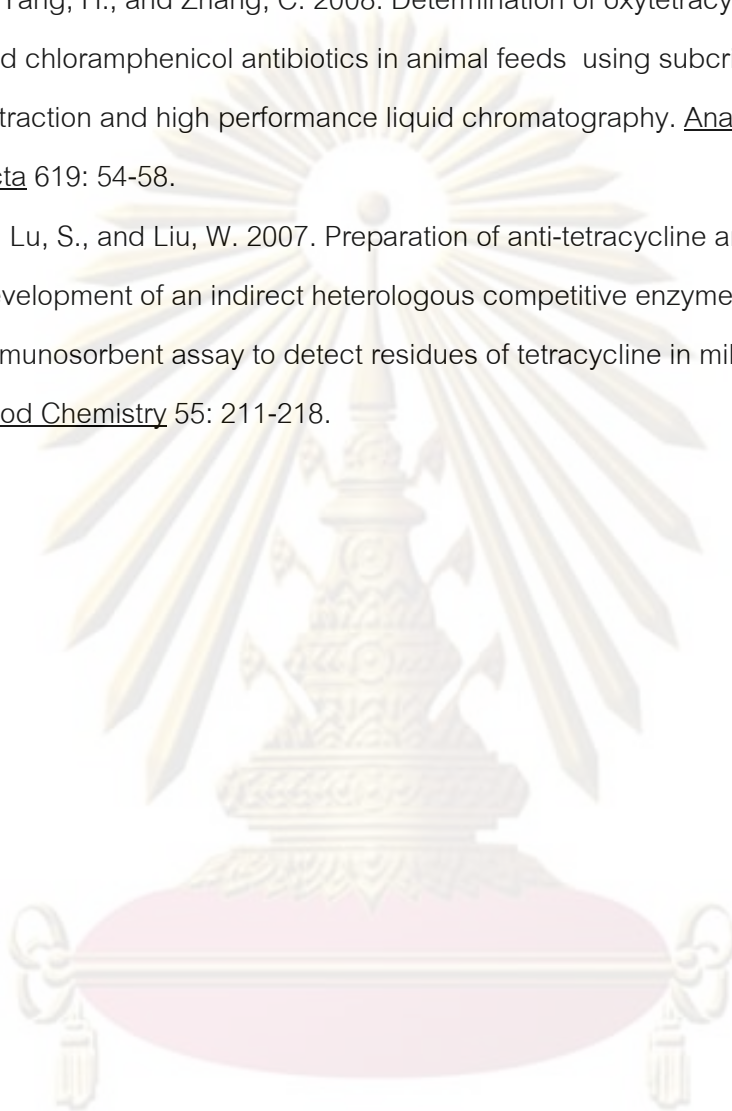 Yang, H., and Zhang, C. 2008. Determination of oxytetracy
d chloramphenicol antibiotics in animal feeds using subcri
traction and high performance liquid chromatography. Ana
cta 619: 54-58.
Lu, S., and Liu, W. 2007. Preparation of anti-tetracycline a
velopment of an indirect heterologous competitive enzyme
munosorbent assay to detect residues of tetracycline in mil
od Chemistry 55: 211-218.